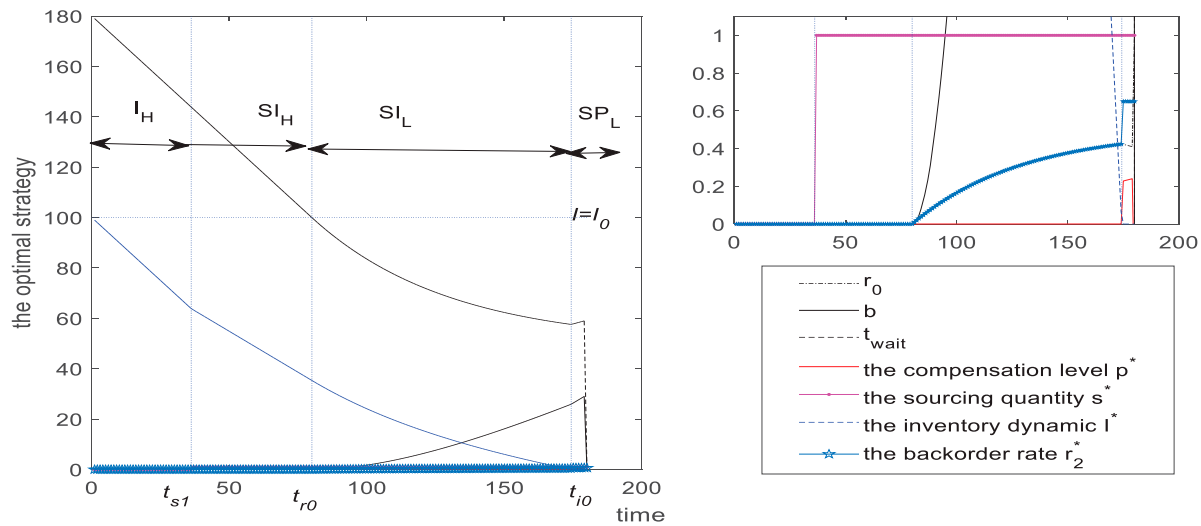 the optimal strategy
180
160
140
120
100
80
60
40
20
0
I_H
SI_H
SI_L
SP_L
I=I_0
0
50
100
150
200
t_s1
t_r0
t_i0
time
1
0.8
0.6
0.4
0.2
0
0
50
100
150
200
r_0
b
t_wait
the compensation level p^*
the sourcing quantity s^*
the inventory dynamic I^*
the backorder rate r_2^*